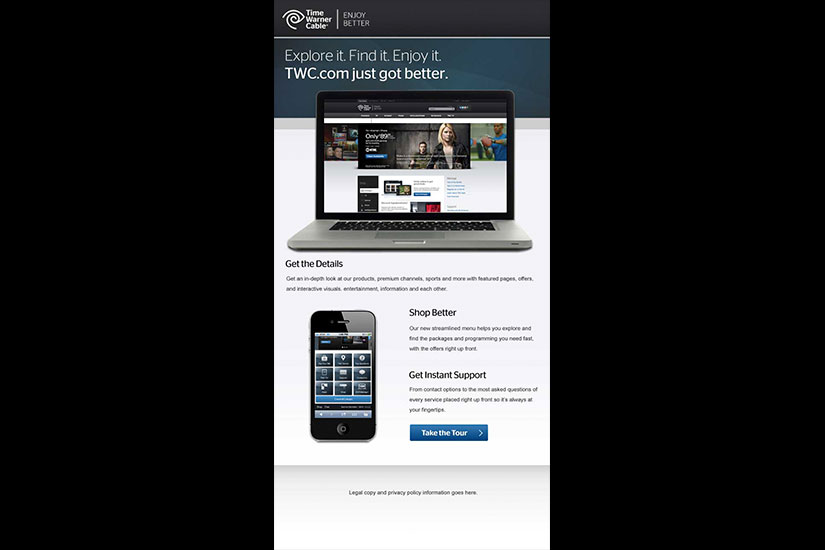 Time
Warner
Cable
ENJOY
BETTER
Explore it. Find it. Enjoy it.
TWC.com just got better.
Only $89
Get the Details
Get an in-depth look at our products, premium channels, sports and more with featured pages, offers,
and interactive visuals. entertainment, information and each other.
Shop Better
Our new streamlined menu helps you explore and
find the packages and programming you need fast,
with the offers right up front.
Get Instant Support
From contact options to the most asked questions of
every service placed right up front so it's always at
your fingertips.
Take the Tour
Legal copy and privacy policy information goes here.